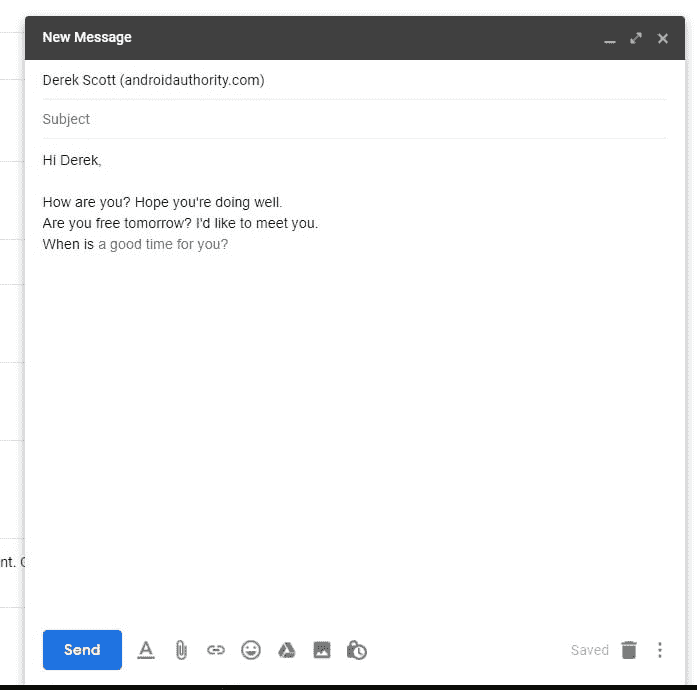 New Message
Derek Scott (androidauthority.com)
Subject
Hi Derek,
How are you? Hope you're doing well.
Are you free tomorrow? I'd like to meet you.
When is a good time for you?
nt.
Send
Saved